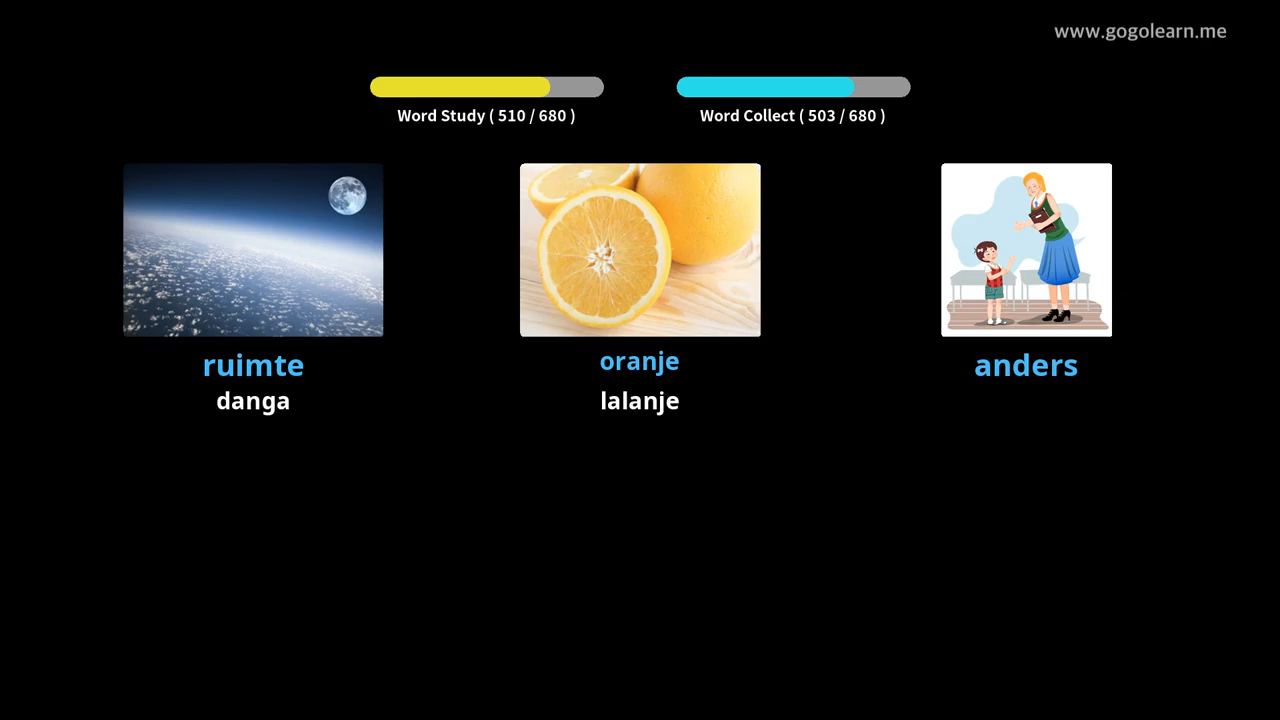 www.gogolearn.me
Word Study ( 510 / 680 )
Word Collect ( 503 / 680 )
ruimte
danga
oranje
lalanje
anders